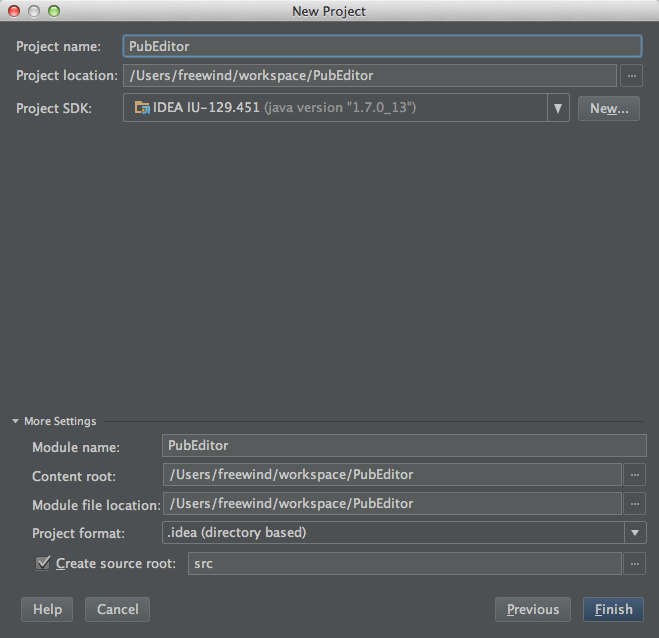 New Project
Project name: PubEditor
Project location: /Users/freewind/workspace/PubEditor ...
Project SDK: IDEA IU-129.451 (java version "1.7.0_13") New...
More Settings
Module name: PubEditor
Content root: /Users/freewind/workspace/PubEditor ...
Module file location: /Users/freewind/workspace/PubEditor ...
Project format: .idea (directory based)
Create source root: src ...
Help Cancel Previous Finish